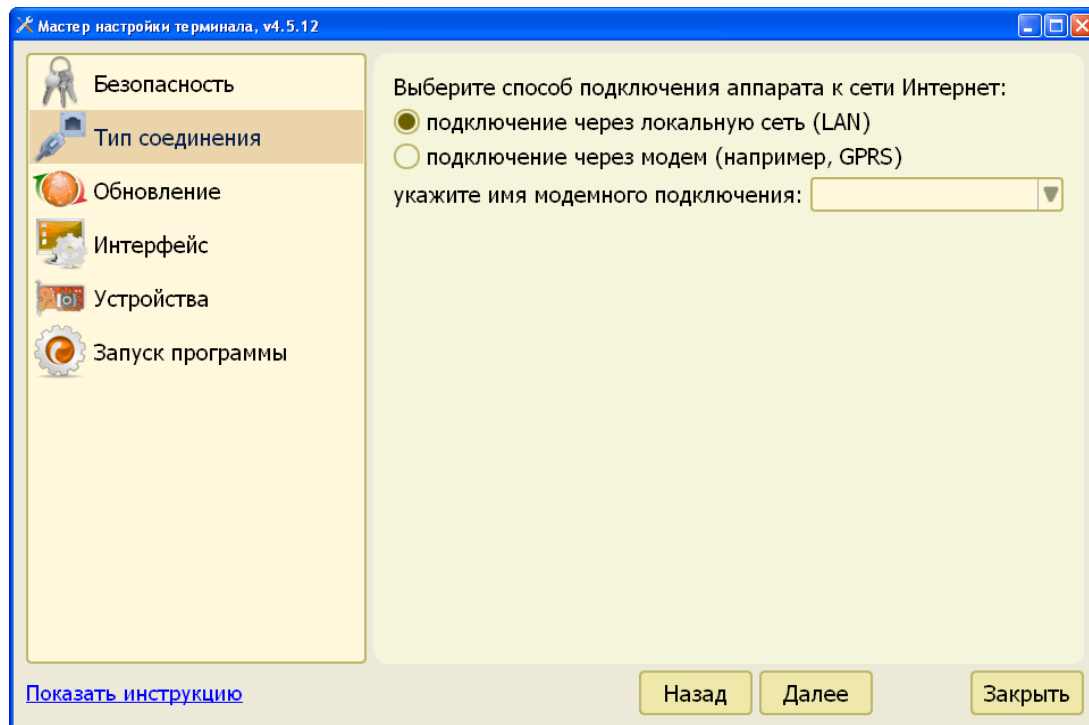 Мастер настройки терминала, v4.5.12
Безопасность
Тип соединения
Обновление
Интерфейс
Устройства
Запуск программы
Выберите способ подключения аппарата к сети Интернет:
подключение через локальную сеть (LAN)
подключение через модем (например, GPRS)
укажите имя модемного подключения:
Показать инструкцию
Назад
Далее
Закрыть